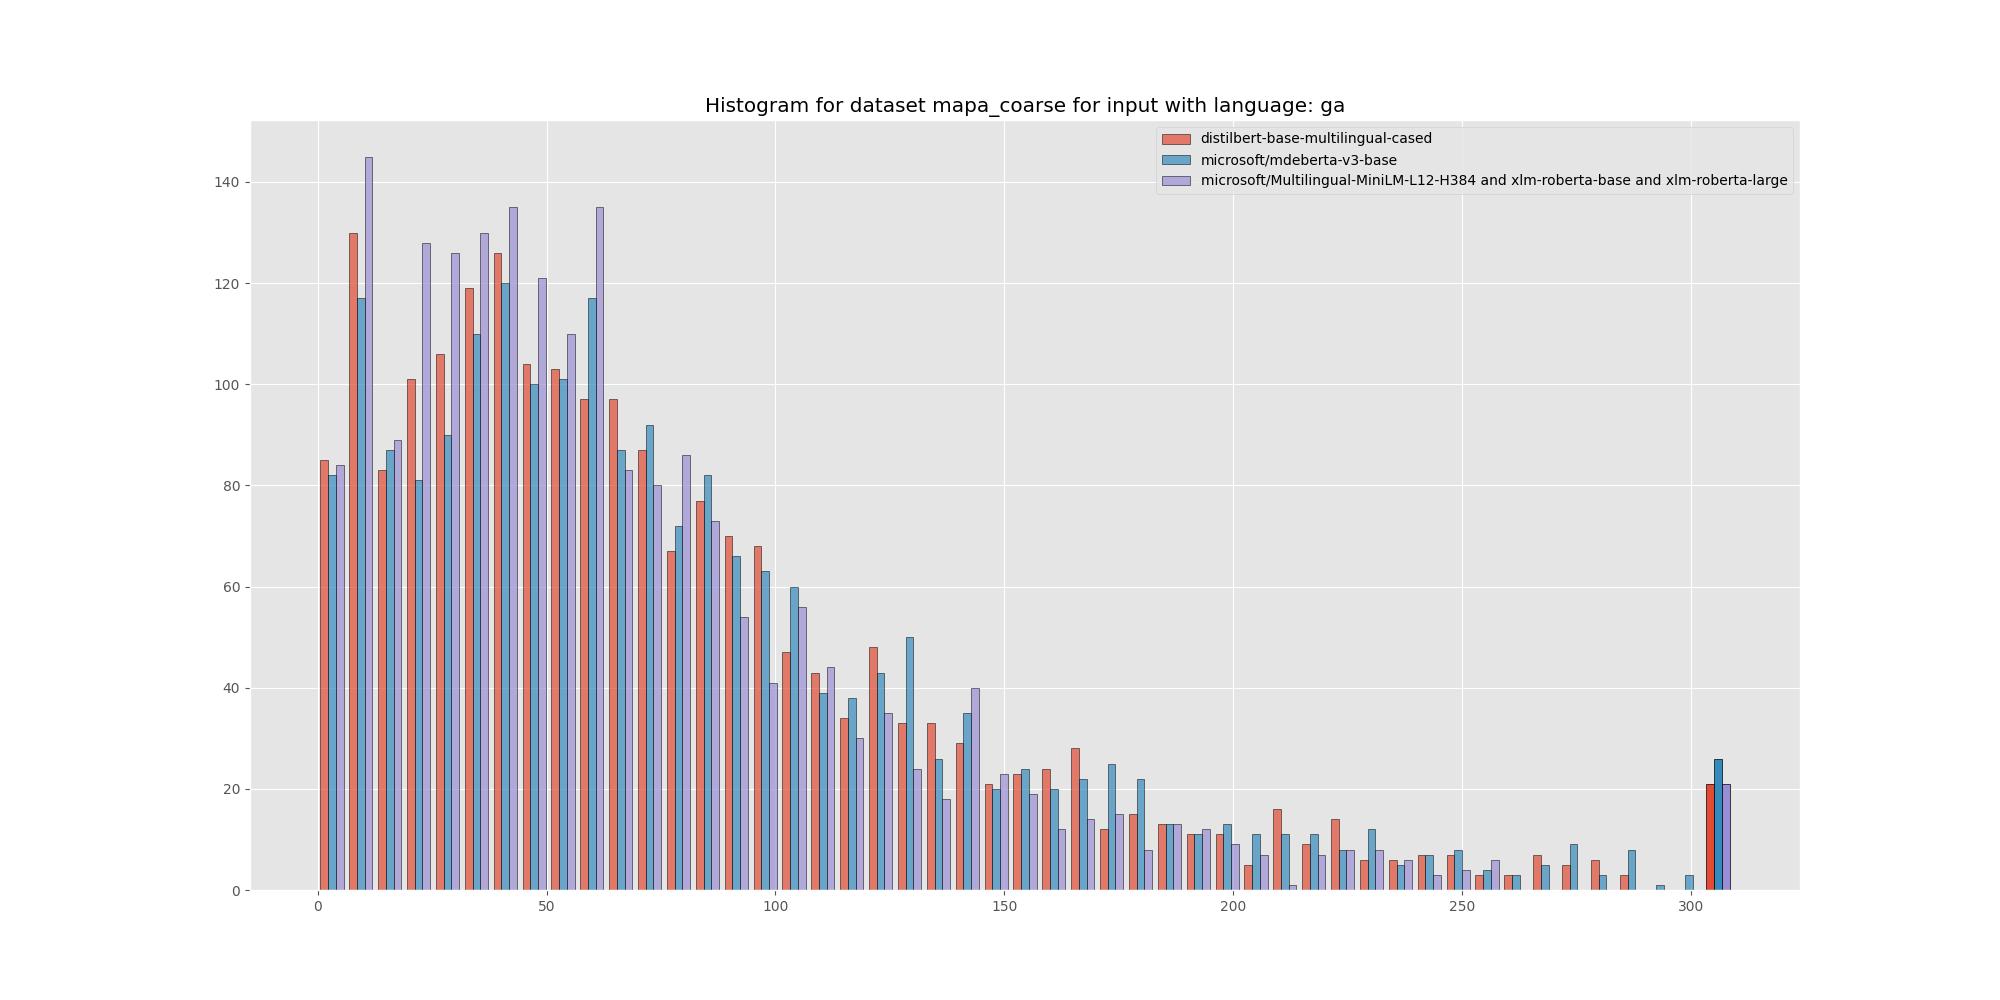 Histogram for dataset mapa_coarse for input with language: ga
distilbert-base-multilingual-cased
microsoft/mdeberta-v3-base
microsoft/Multilingual-MiniLM-L12-H384 and xlm-roberta-base and xlm-roberta-large
140
120
100
80
60
40
20
0
0 50 100 150 200 250 300